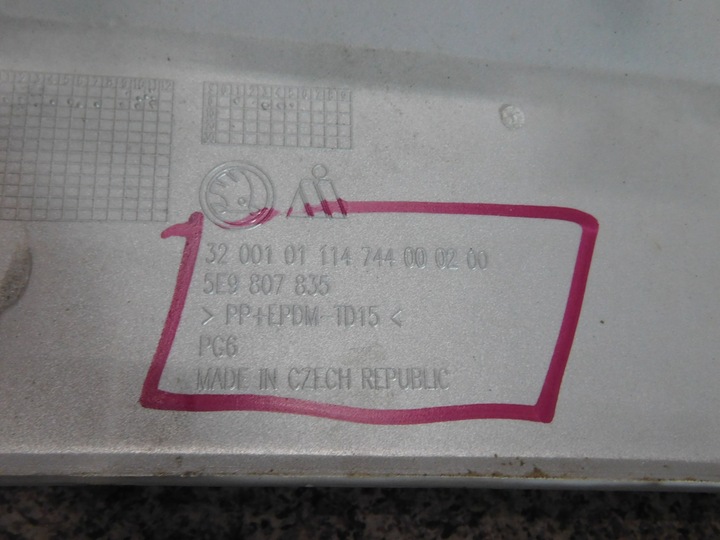 32 001 01 114 744 00 02 00
5E9 807 835
> PP+EPDM-TD15 <
PG6
MADE IN CZECH REPUBLIC